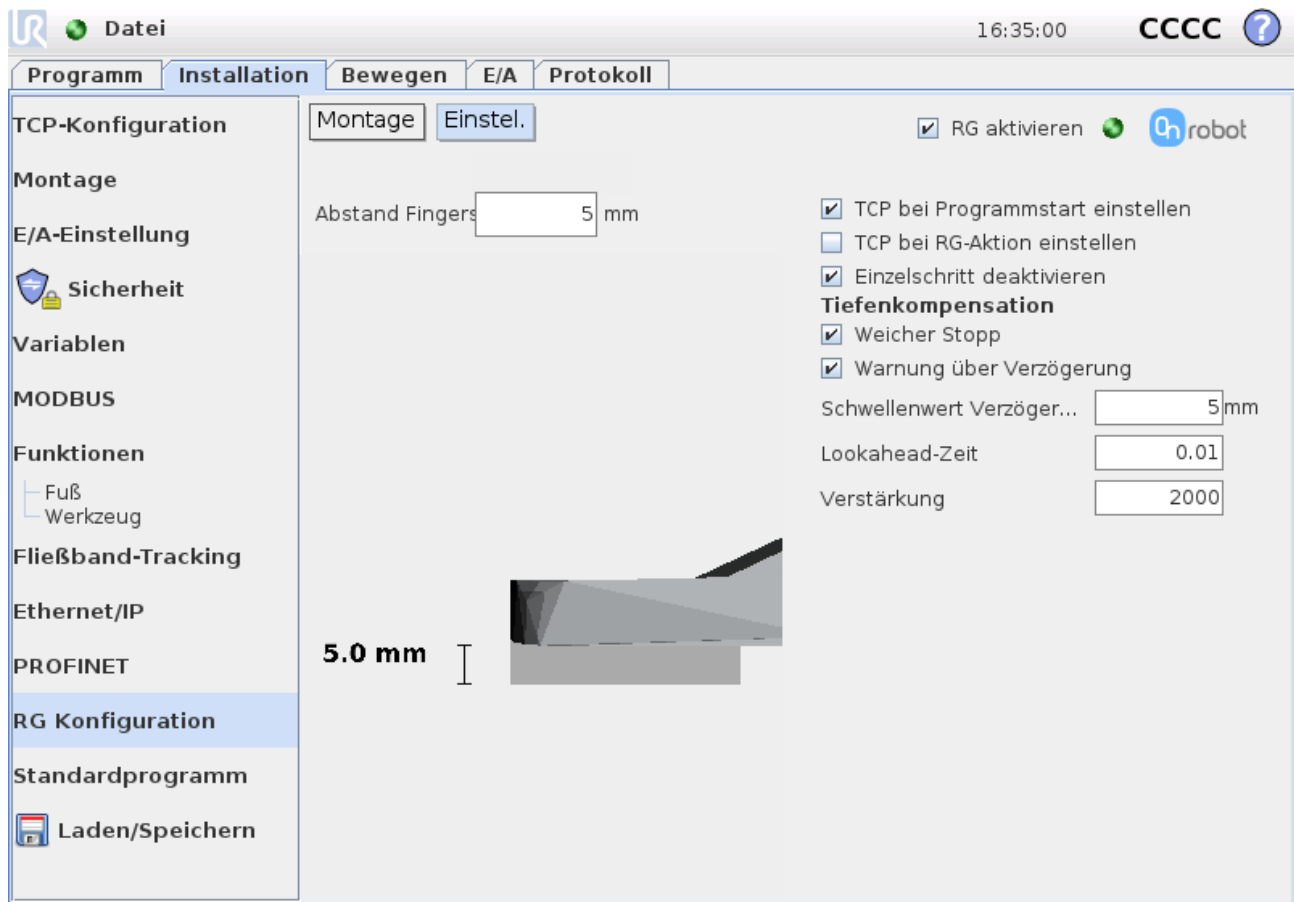 UR Datei 16:35:00 CCCC ?
Programm Installation Bewegen E/A Protokoll
TCP-Konfiguration
Montage
E/A-Einstellung
Sicherheit
Variablen
MODBUS
Funktionen
Fuß
Werkzeug
Fließband-Tracking
Ethernet/IP
PROFINET
RG Konfiguration
Standardprogramm
Laden/Speichern
Montage Einstel.
RG aktivieren On robot
Abstand Fingers 5 mm
5.0 mm
TCP bei Programmstart einstellen
TCP bei RG-Aktion einstellen
Einzelschritt deaktivieren
Tiefenkompensation
Weicher Stopp
Warnung über Verzögerung
Schwellenwert Verzöger... 5 mm
Lookahead-Zeit 0.01
Verstärkung 2000